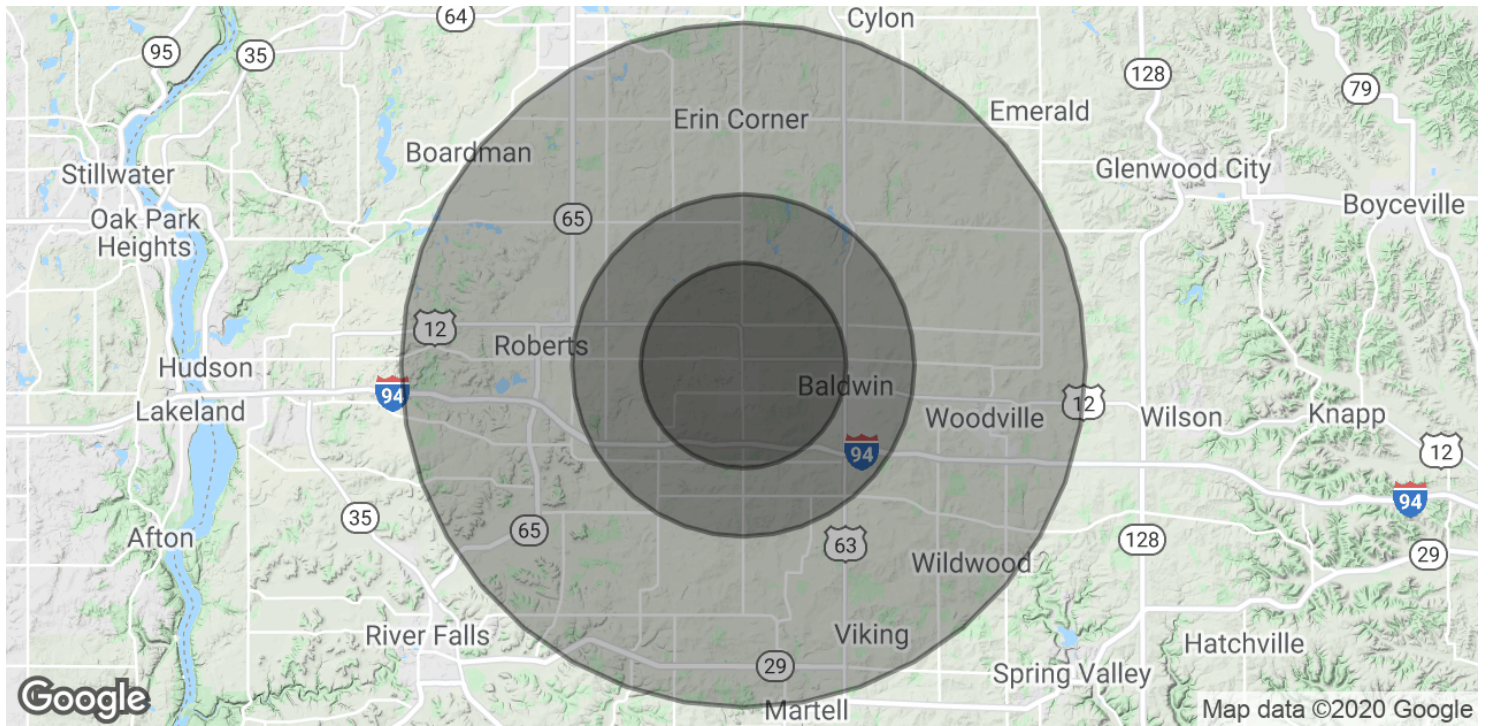 Cylon
64
95
35
128
79
Emerald
Erin Corner
Boardman
Glenwood City
Stillwater
Boyceville
65
Oak Park
Heights
12
Roberts
Hudson
Baldwin
94
12
Lakeland
Woodville
Wilson
Knapp
94
12
94
35
65
Afton
63
128
29
Wildwood
River Falls
Viking
Hatchville
29
Spring Valley
Martell
Google
Map data ©2020 Google